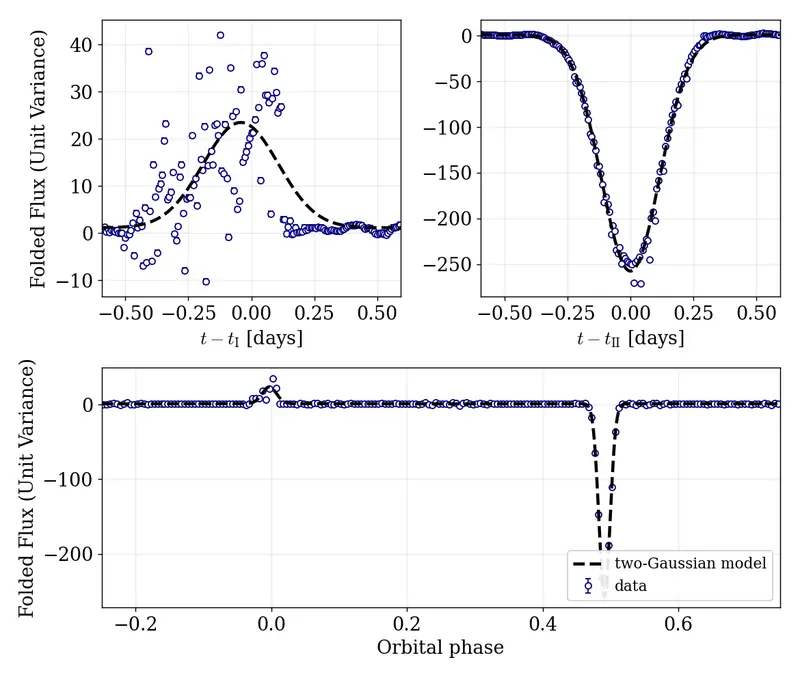 Folded Flux (Unit Variance)
40
30
20
10
0
−10
−0.50 −0.25 0.00 0.25 0.50
t − t_I [days]
0
−50
−100
−150
−200
−250
−0.50 −0.25 0.00 0.25 0.50
t − t_II [days]
Folded Flux (Unit Variance)
0
−100
−200
two-Gaussian model
data
−0.2 0.0 0.2 0.4 0.6
Orbital phase